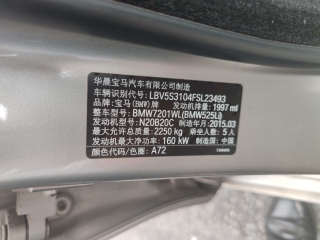 华晨宝马汽车有限公司制造
车辆识别代号: LBV5S3104FSL23493
品牌: 宝马(BMW)牌 发动机排量: 1997 ml
整车型号: BMW7201WL(BMW525Li)
发动机型号: N20B20C 制造年月: 2015.03
最大允许总质量: 2250 kg 乘坐人数: 5 人
发动机最大净功率: 160 kW 制造国: 中国
颜色代码/色圈: A72